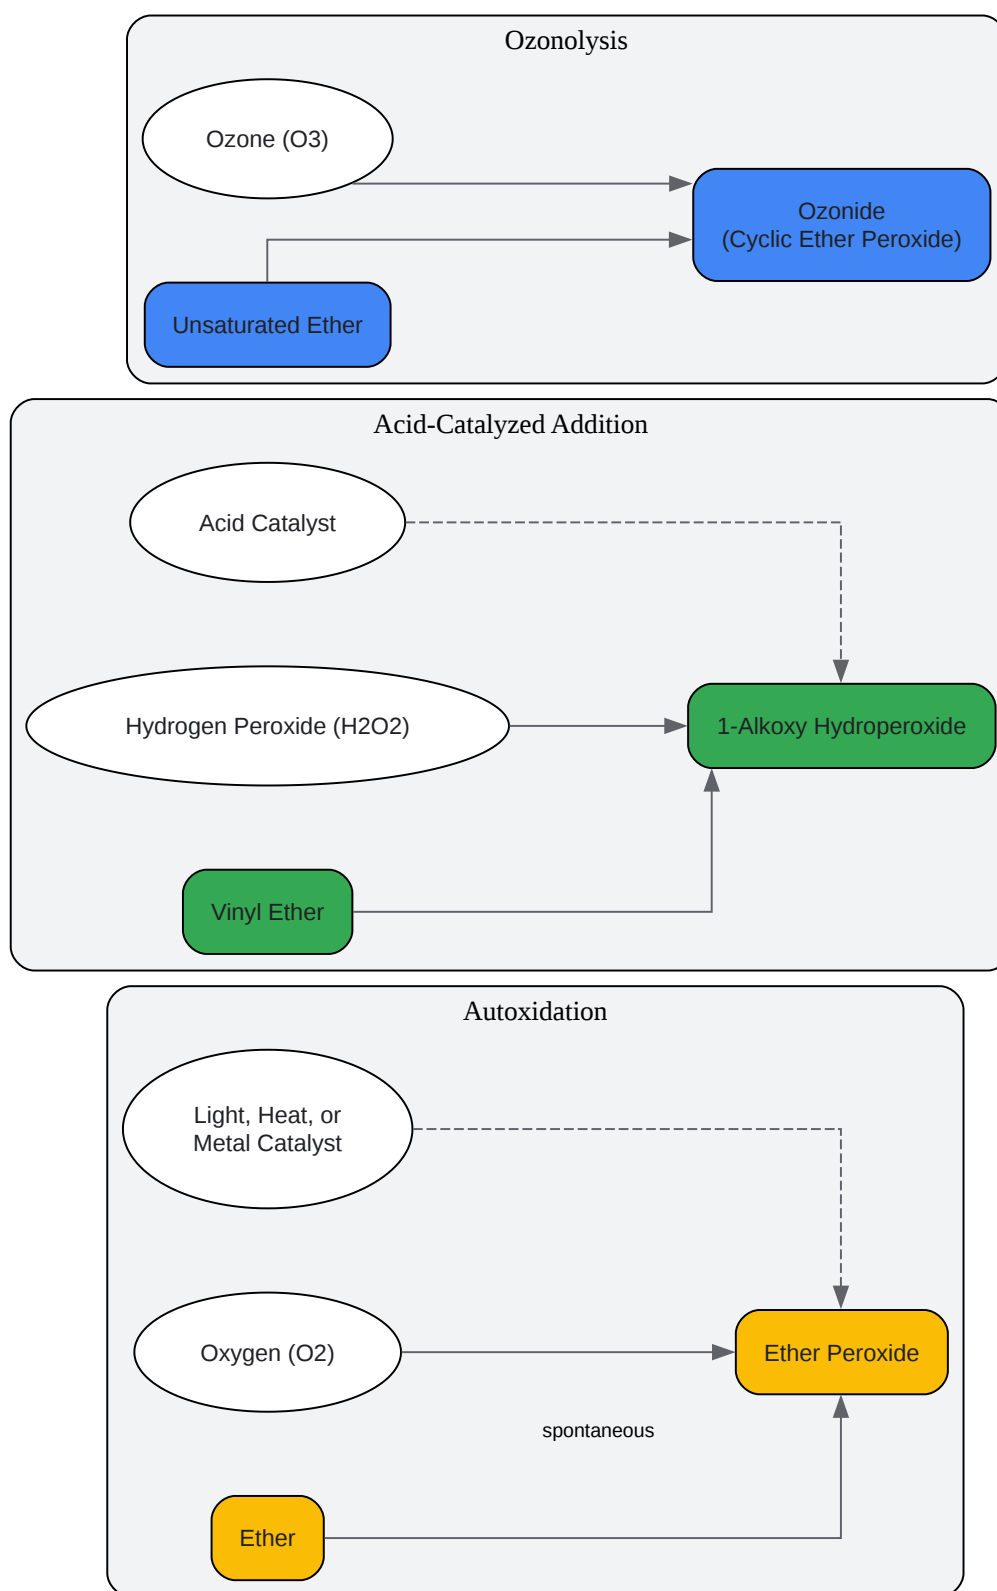 Ozonolysis
Ozone (O3)
Ozonide
(Cyclic Ether Peroxide)
Unsaturated Ether
Acid-Catalyzed Addition
Acid Catalyst
Hydrogen Peroxide (H2O2)
1-Alkoxy Hydroperoxide
Vinyl Ether
Autoxidation
Light, Heat, or
Metal Catalyst
Oxygen (O2)
Ether Peroxide
spontaneous
Ether